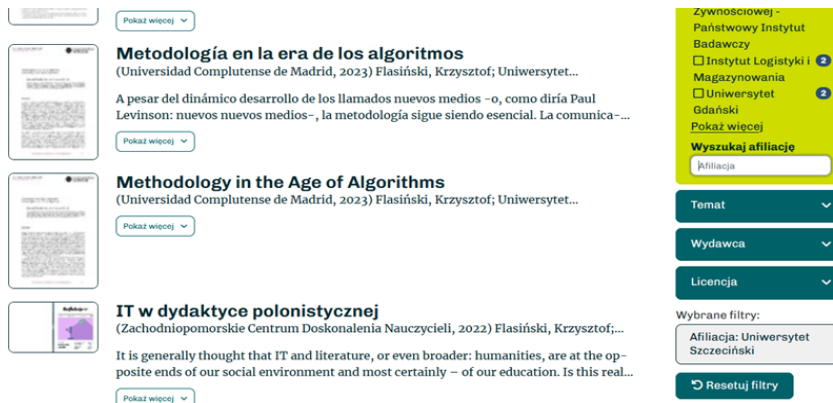 Pokaż więcej
Metodología en la era de los algoritmos
(Universidad Complutense de Madrid, 2023) Flasiński, Krzysztof; Uniwersytet...
A pesar del dinámico desarrollo de los llamados nuevos medios -o, como diría Paul
Levinson: nuevos nuevos medios-, la metodología sigue siendo esencial. La comunica-...
Pokaż więcej
Methodology in the Age of Algorithms
(Universidad Complutense de Madrid, 2023) Flasiński, Krzysztof; Uniwersytet...
Pokaż więcej
IT w dydaktyce polonistycznej
(Zachodniopomorskie Centrum Doskonalenia Nauczycieli, 2022) Flasiński, Krzysztof;...
It is generally thought that IT and literature, or even broader: humanities, are at the op-
posite ends of our social environment and most certainly – of our education. Is this real...
Pokaż więcej
Żywnościowej -
Państwowy Instytut
Badawczy
Instytut Logistyki i 2
Magazynowania
Uniwersytet 2
Gdański
Pokaż więcej
Wyszukaj afiliację
Afiliacja
Temat
Wydawca
Licencja
Wybrane filtry:
Afiliacja: Uniwersytet
Szczeciński
Resetuj filtry